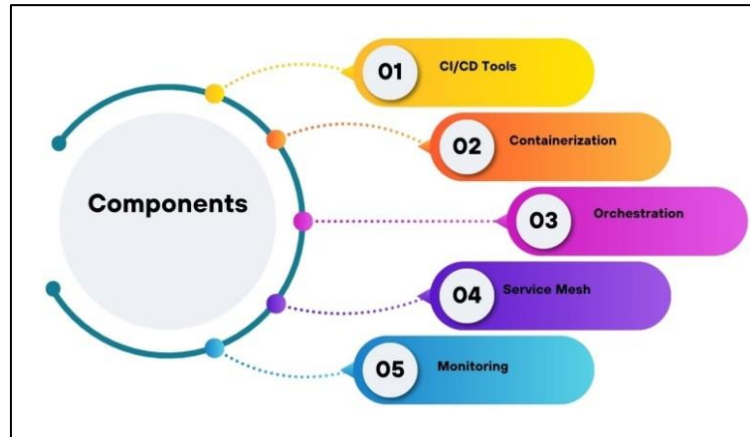 Components
01
CI/CD Tools
02
Containerization
03
Orchestration
04
Service Mesh
05
Monitoring